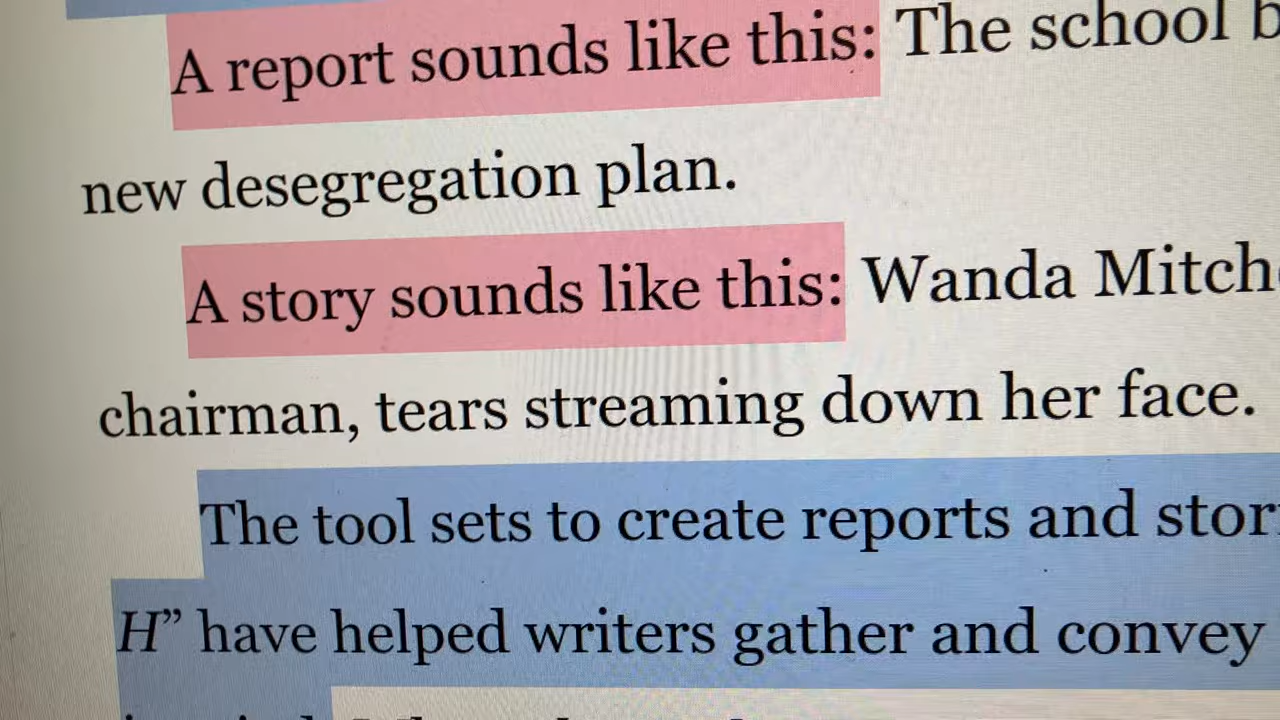 A report sounds like this: The school
new desegregation plan.
A story sounds like this: Wanda
chairman, tears streaming down her face.
The tool sets to create reports and
H” have helped writers gather and convey